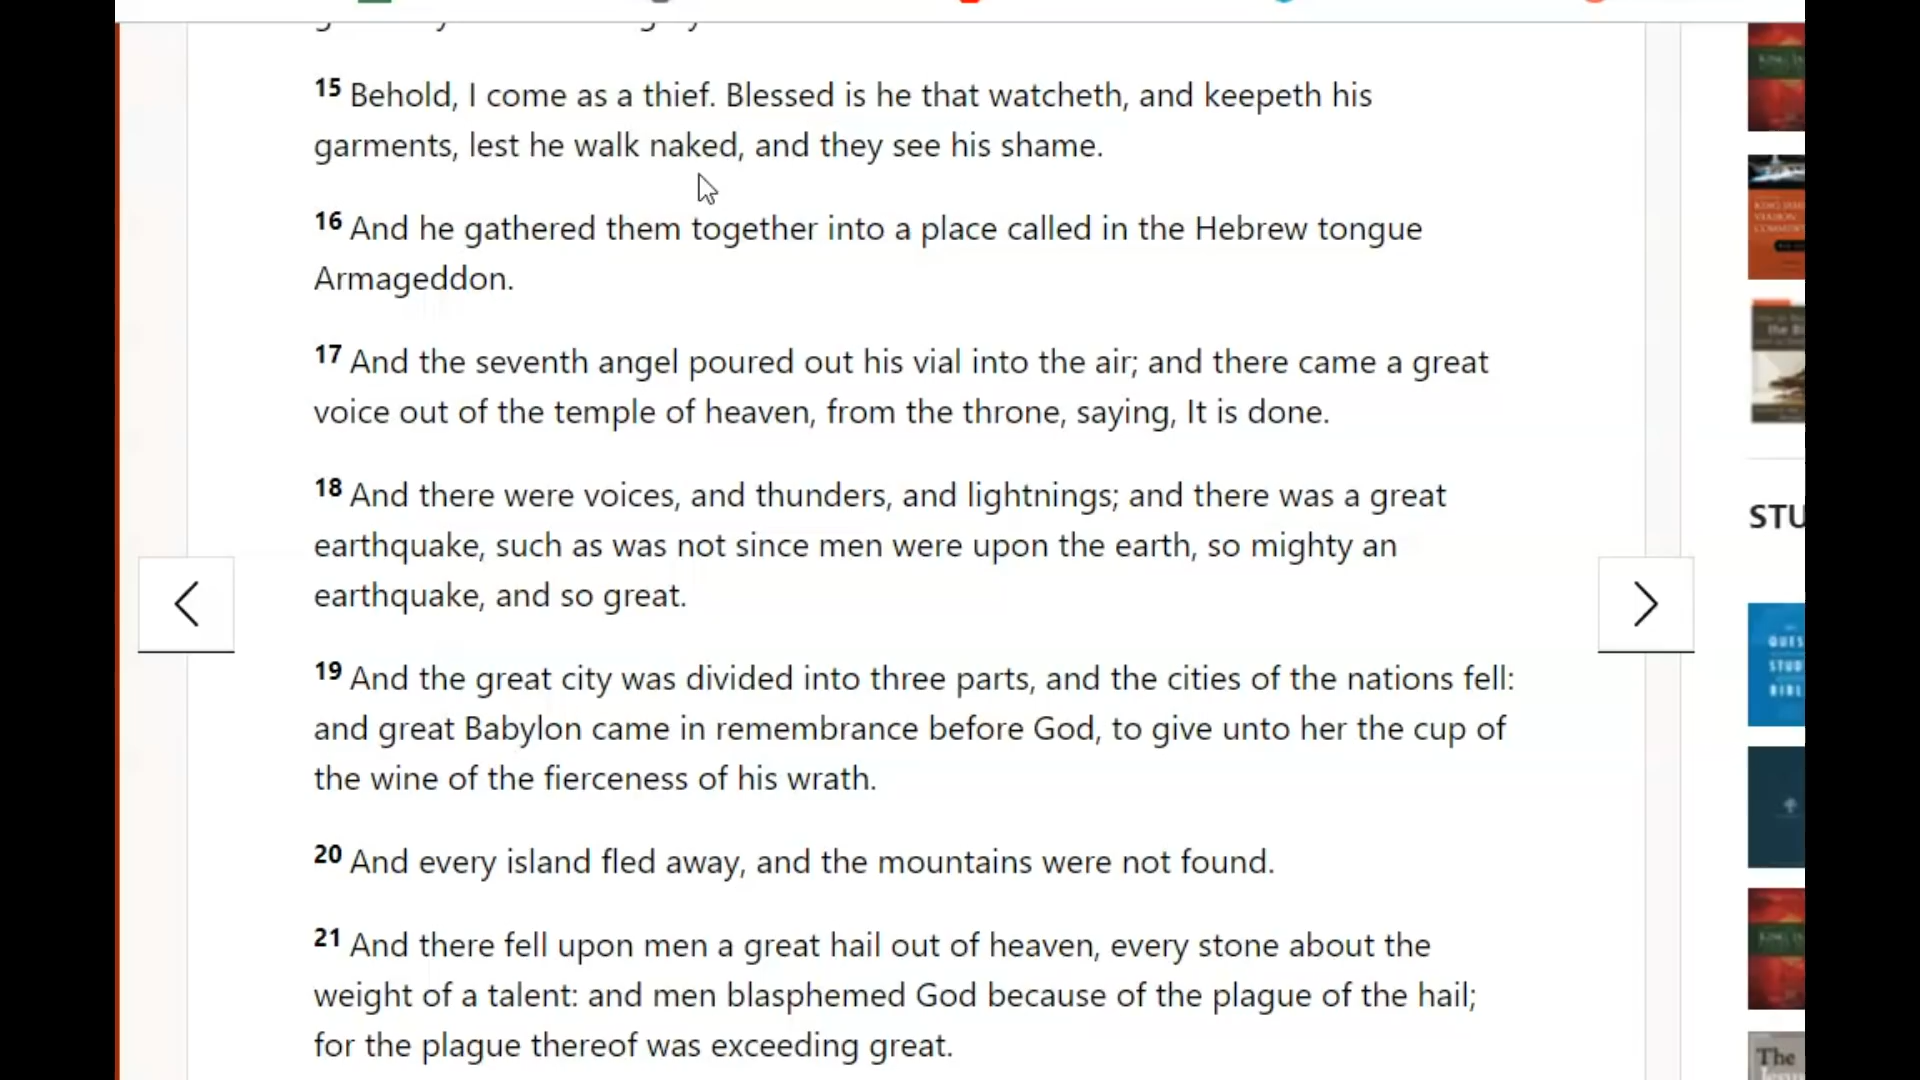 15 Behold, I come as a thief. Blessed is he that watcheth, and keepeth his
garments, lest he walk naked, and they see his shame.
16 And he gathered them together into a place called in the Hebrew tongue
Armageddon.
17 And the seventh angel poured out his vial into the air; and there came a great
voice out of the temple of heaven, from the throne, saying, It is done.
18 And there were voices, and thunders, and lightnings; and there was a great
earthquake, such as was not since men were upon the earth, so mighty an
earthquake, and so great.
19 And the great city was divided into three parts, and the cities of the nations fell:
and great Babylon came in remembrance before God, to give unto her the cup of
the wine of the fierceness of his wrath.
20 And every island fled away, and the mountains were not found.
21 And there fell upon men a great hail out of heaven, every stone about the
weight of a talent: and men blasphemed God because of the plague of the hail;
for the plague thereof was exceeding great.
STU
The